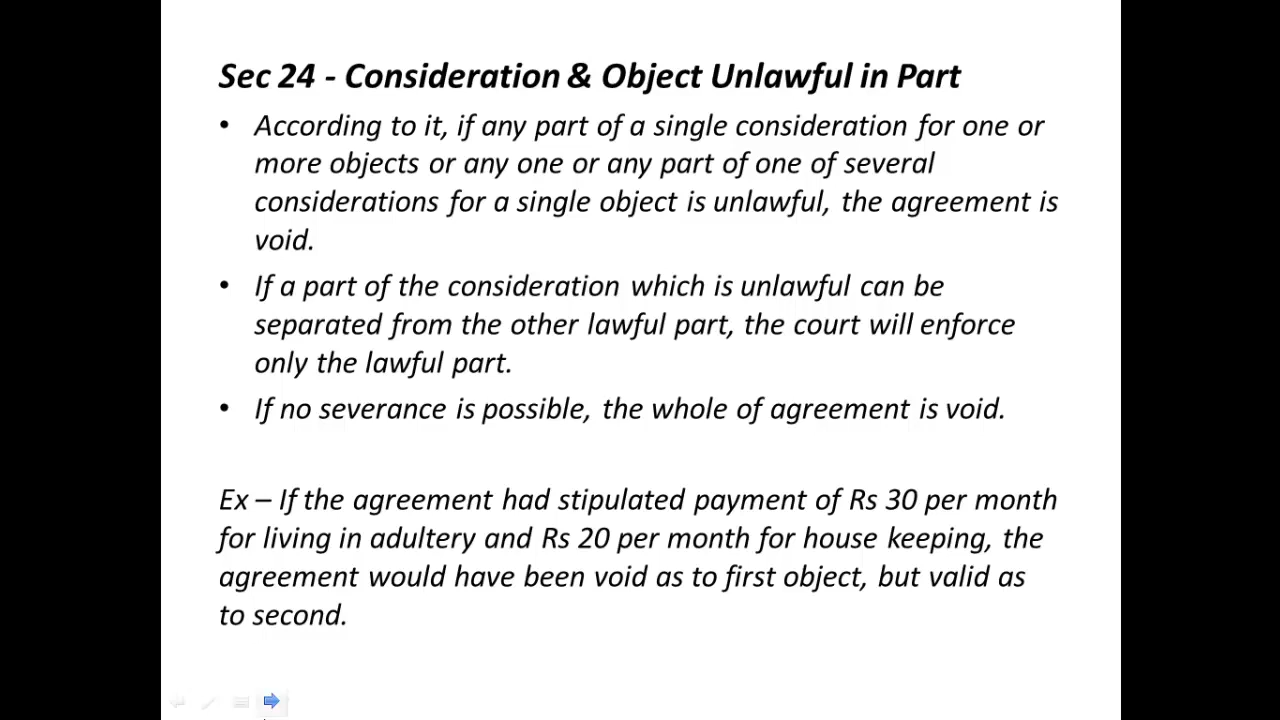 Sec 24 - Consideration & Object Unlawful in Part
• According to it, if any part of a single consideration for one or
more objects or any one or any part of one of several
considerations for a single object is unlawful, the agreement is
void.
• If a part of the consideration which is unlawful can be
separated from the other lawful part, the court will enforce
only the lawful part.
• If no severance is possible, the whole of agreement is void.
Ex – If the agreement had stipulated payment of Rs 30 per month
for living in adultery and Rs 20 per month for house keeping, the
agreement would have been void as to first object, but valid as
to second.